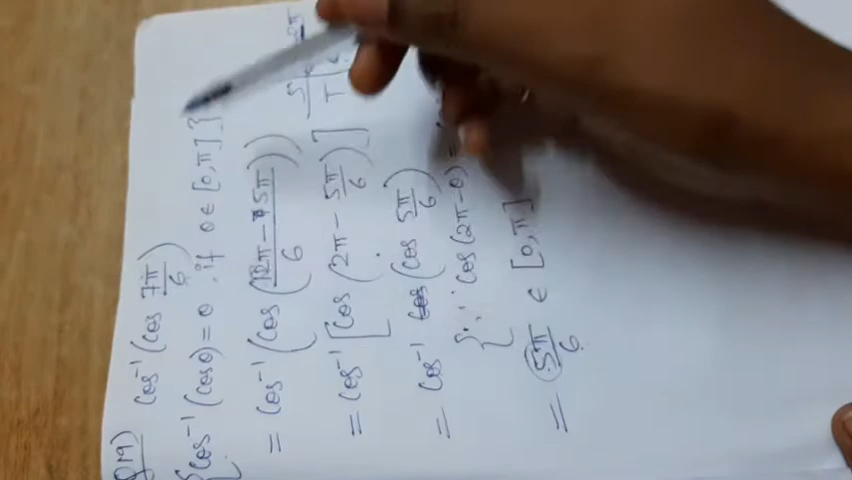 Q19) cos⁻¹(cos 7π/6)
{cos⁻¹(cosθ) = θ, if θ ∈ [0,π]}
= cos⁻¹(cos(12π-5π/6))
= cos⁻¹[cos(2π - 5π/6)]
= cos⁻¹ (cos 5π/6)
{∵ cos(2π-θ) =
= 5π/6 ∈ [0,π]